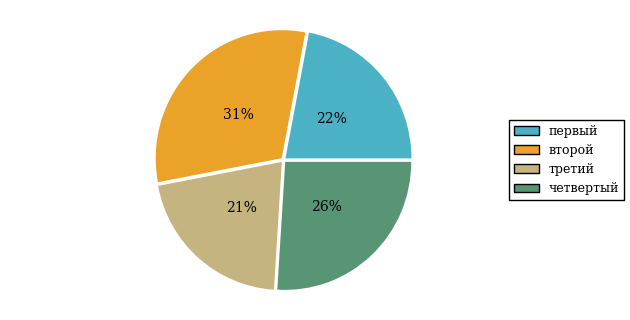 31%
22%
21%
26%
первый
второй
третий
четвертый